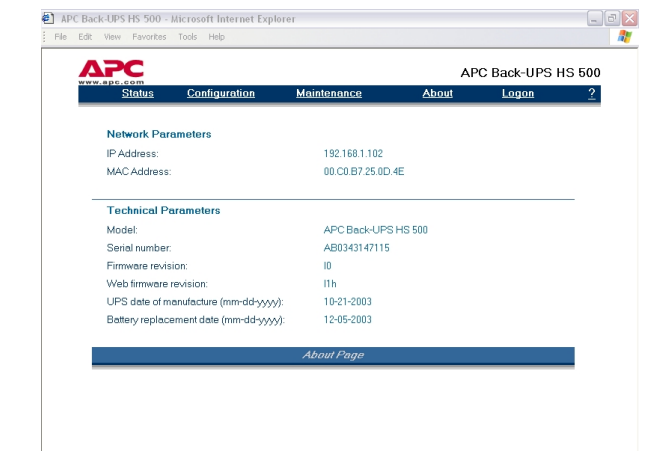 APC Back-UPS HS 500 - Microsoft Internet Explorer
File Edit View Favorites Tools Help
APC
www.apc.com
APC Back-UPS HS 500
Status Configuration Maintenance About Logon ?
Network Parameters
IP Address: 192.168.1.102
MAC Address: 00.C0.B7.25.0D.4E
Technical Parameters
Model: APC Back-UPS HS 500
Serial number: AB0343147115
Firmware revision: I0
Web firmware revision: I1h
UPS date of manufacture (mm-dd-yyyy): 10-21-2003
Battery replacement date (mm-dd-yyyy): 12-05-2003
About Page